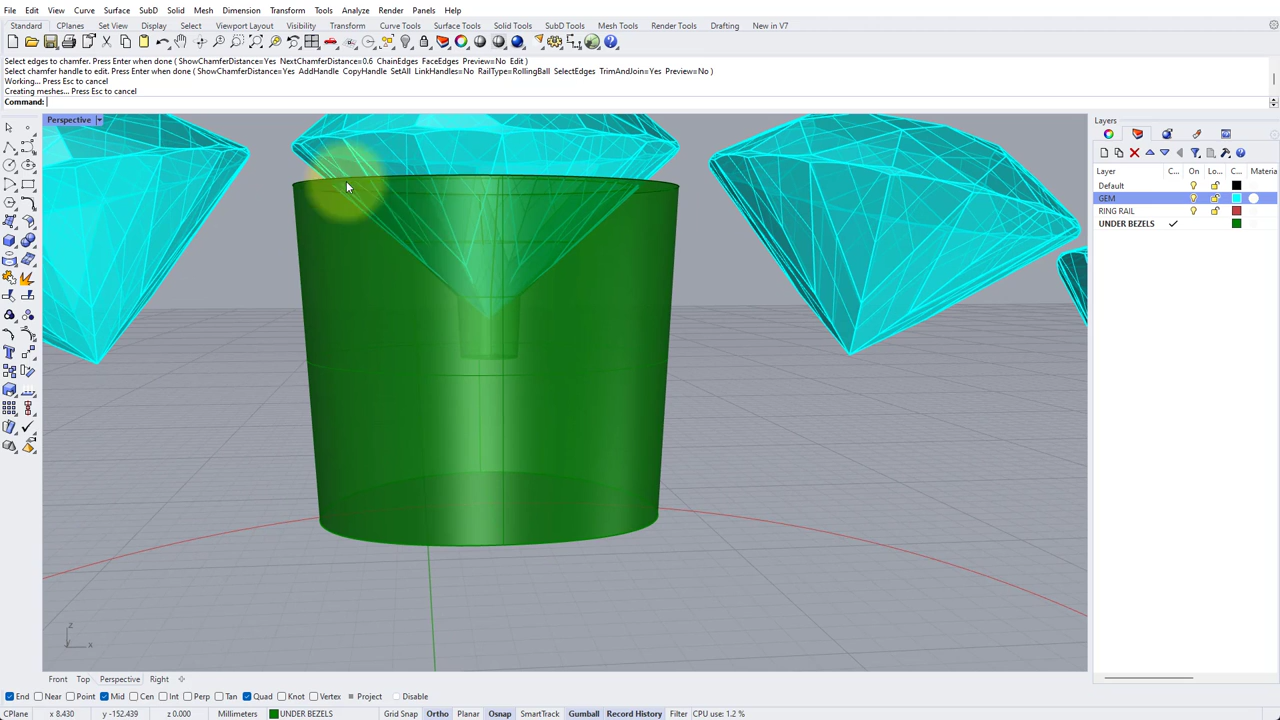 File Edit View Curve Surface SubD Solid Mesh Dimension Transform Tools Analyze Render Panels Help
Standard CPlanes Set View Display Select Viewport Layout Visibility Transform Curve Tools Surface Tools Solid Tools SubD Tools Mesh Tools Render Tools Drafting New in V7
Select edges to chamfer. Press Enter when done ( ShowChamferDistance=Yes NextChamferDistance=0.6 ChainEdges FaceEdges Preview=No Edit )
Select chamfer handle to edit. Press Enter when done ( ShowChamferDistance=Yes AddHandle CopyHandle SetAll LinkHandles=No RailType=RollingBall SelectEdges TrimAndJoin=Yes Preview=No )
Working... Press Esc to cancel
Creating meshes... Press Esc to cancel
Command:
Perspective
Layers
Layer C... On Lo... C... Materia
Default
GEM
RING RAIL
UNDER BEZELS
z
y x
Front Top Perspective Right
End Near Point Mid Cen Int Perp Tan Quad Knot Vertex Project Disable
CPlane x 8.430 y -152.439 z 0.000 Millimeters UNDER BEZELS Grid Snap Ortho Planar Osnap SmartTrack Gumball Record History Filter CPU use: 1.2 %